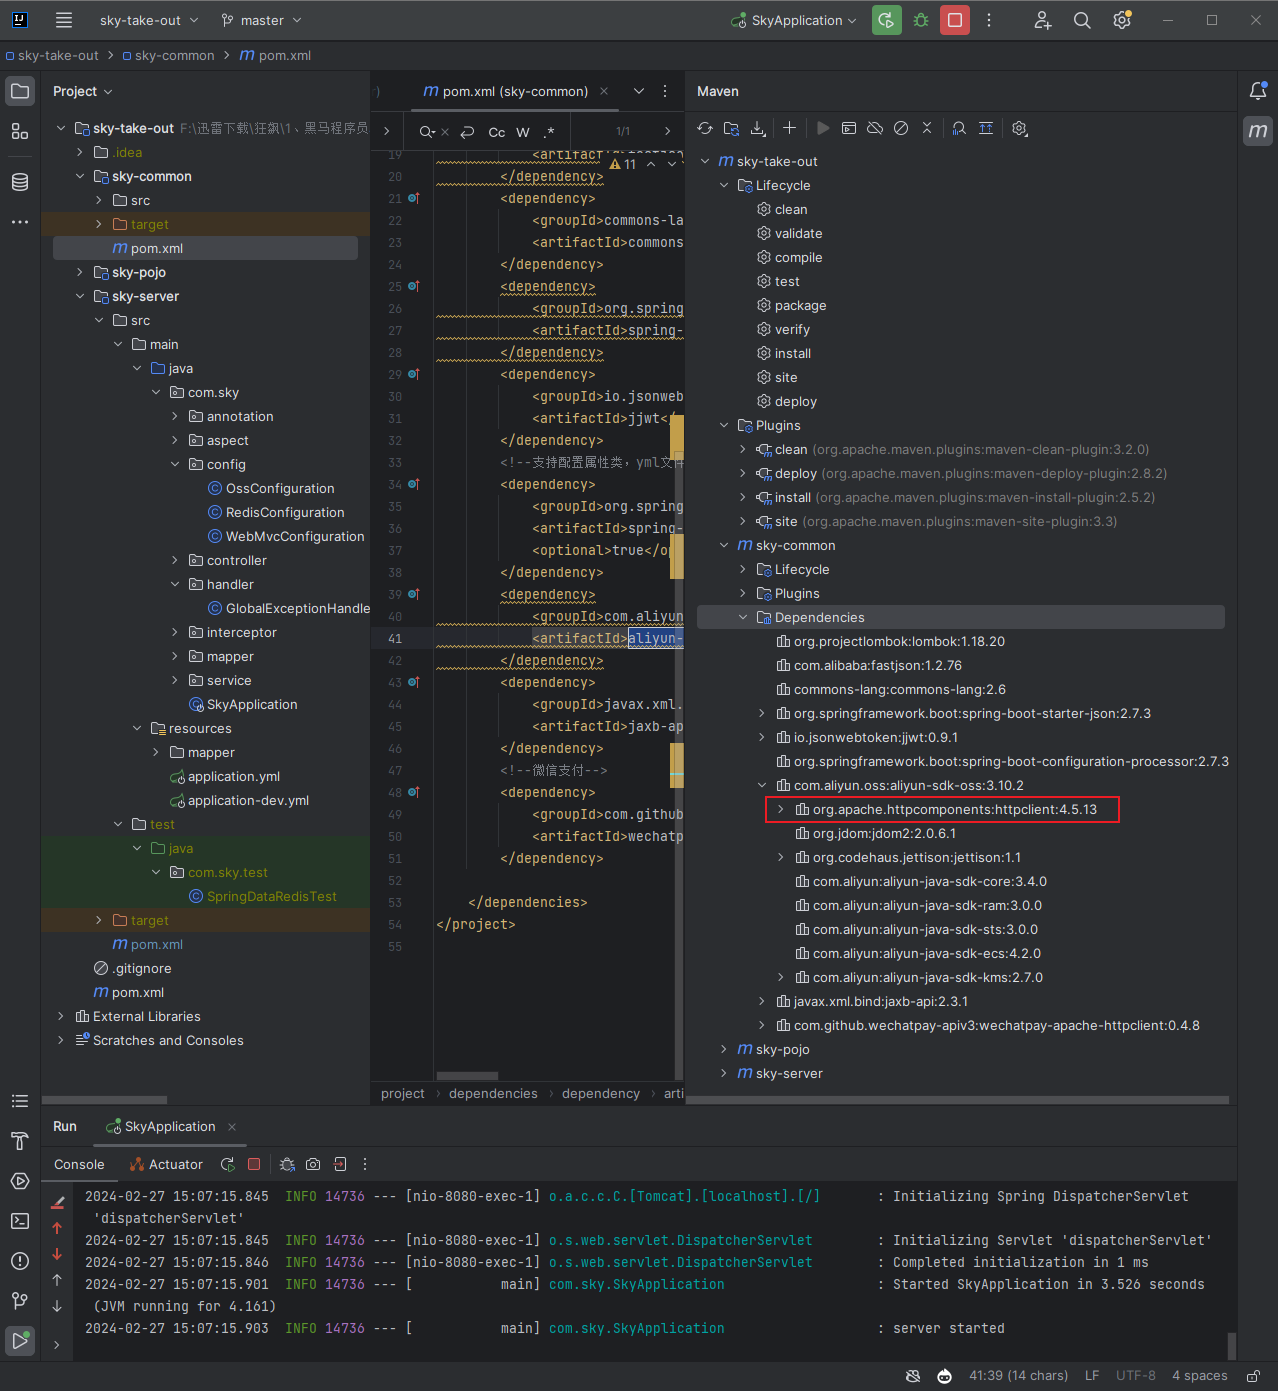 sky-take-out
master
SkyApplication
sky-take-out
sky-common
pom.xml
Project
pom.xml (sky-common)
Maven
sky-take-out F:\迅雷下载\狂飙\1、黑马程序员
.idea
sky-common
src
target
pom.xml
sky-pojo
sky-server
src
main
java
com.sky
annotation
aspect
config
OssConfiguration
RedisConfiguration
WebMvcConfiguration
controller
handler
GlobalExceptionHandle
interceptor
mapper
service
SkyApplication
resources
mapper
application.yml
application-dev.yml
test
java
com.sky.test
SpringDataRedisTest
target
pom.xml
.gitignore
pom.xml
External Libraries
Scratches and Consoles
Cc W .* 1/1
11
19
20 </dependency>
21 <dependency>
22 <groupId>commons-la
23 <artifactId>commons
24 </dependency>
25 <dependency>
26 <groupId>org.spring
27 <artifactId>spring-
28 </dependency>
29 <dependency>
30 <groupId>io.jsonweb
31 <artifactId>jjwt</
32 </dependency>
33 <!--支持配置属性类，yml文件
34 <dependency>
35 <groupId>org.spring
36 <artifactId>spring-
37 <optional>true</op
38 </dependency>
39 <dependency>
40 <groupId>com.aliyun
41 <artifactId>aliyun-
42 </dependency>
43 <dependency>
44 <groupId>javax.xml.
45 <artifactId>jaxb-ap
46 </dependency>
47 <!--微信支付-->
48 <dependency>
49 <groupId>com.github
50 <artifactId>wechatp
51 </dependency>
52
53 </dependencies>
54 </project>
55
project
dependencies
dependency
arti
sky-take-out
Lifecycle
clean
validate
compile
test
package
verify
install
site
deploy
Plugins
clean (org.apache.maven.plugins:maven-clean-plugin:3.2.0)
deploy (org.apache.maven.plugins:maven-deploy-plugin:2.8.2)
install (org.apache.maven.plugins:maven-install-plugin:2.5.2)
site (org.apache.maven.plugins:maven-site-plugin:3.3)
sky-common
Lifecycle
Plugins
Dependencies
org.projectlombok:lombok:1.18.20
com.alibaba:fastjson:1.2.76
commons-lang:commons-lang:2.6
org.springframework.boot:spring-boot-starter-json:2.7.3
io.jsonwebtoken:jjwt:0.9.1
org.springframework.boot:spring-boot-configuration-processor:2.7.3
com.aliyun.oss:aliyun-sdk-oss:3.10.2
org.apache.httpcomponents:httpclient:4.5.13
org.jdom:jdom2:2.0.6.1
org.codehaus.jettison:jettison:1.1
com.aliyun:aliyun-java-sdk-core:3.4.0
com.aliyun:aliyun-java-sdk-ram:3.0.0
com.aliyun:aliyun-java-sdk-sts:3.0.0
com.aliyun:aliyun-java-sdk-ecs:4.2.0
com.aliyun:aliyun-java-sdk-kms:2.7.0
javax.xml.bind:jaxb-api:2.3.1
com.github.wechatpay-apiv3:wechatpay-apache-httpclient:0.4.8
sky-pojo
sky-server
Run
SkyApplication
Console
Actuator
2024-02-27 15:07:15.845 INFO 14736 --- [nio-8080-exec-1] o.a.c.c.C.[Tomcat].[localhost].[/] : Initializing Spring DispatcherServlet
'dispatcherServlet'
2024-02-27 15:07:15.845 INFO 14736 --- [nio-8080-exec-1] o.s.web.servlet.DispatcherServlet : Initializing Servlet 'dispatcherServlet'
2024-02-27 15:07:15.846 INFO 14736 --- [nio-8080-exec-1] o.s.web.servlet.DispatcherServlet : Completed initialization in 1 ms
2024-02-27 15:07:15.901 INFO 14736 --- [ main] com.sky.SkyApplication : Started SkyApplication in 3.526 seconds
(JVM running for 4.161)
2024-02-27 15:07:15.903 INFO 14736 --- [ main] com.sky.SkyApplication : server started
41:39 (14 chars) LF UTF-8 4 spaces